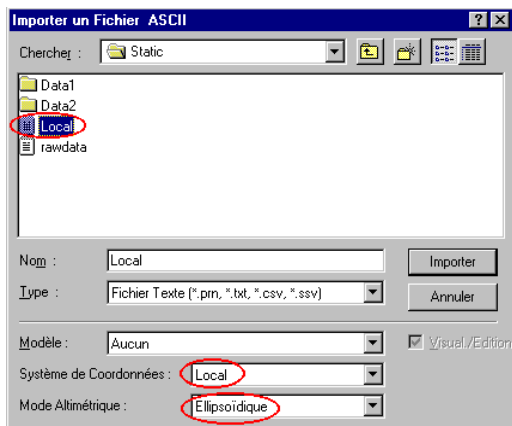 Importer un Fichier ASCII
Chercher : Static
Data1
Data2
Local
rawdata
Nom : Local Importer
Type : Fichier Texte (*.prn, *.txt, *.csv, *.ssv) Annuler
Modèle : Aucun Visual./Edition
Système de Coordonnées : Local
Mode Altimétrique : Ellipsoïdique